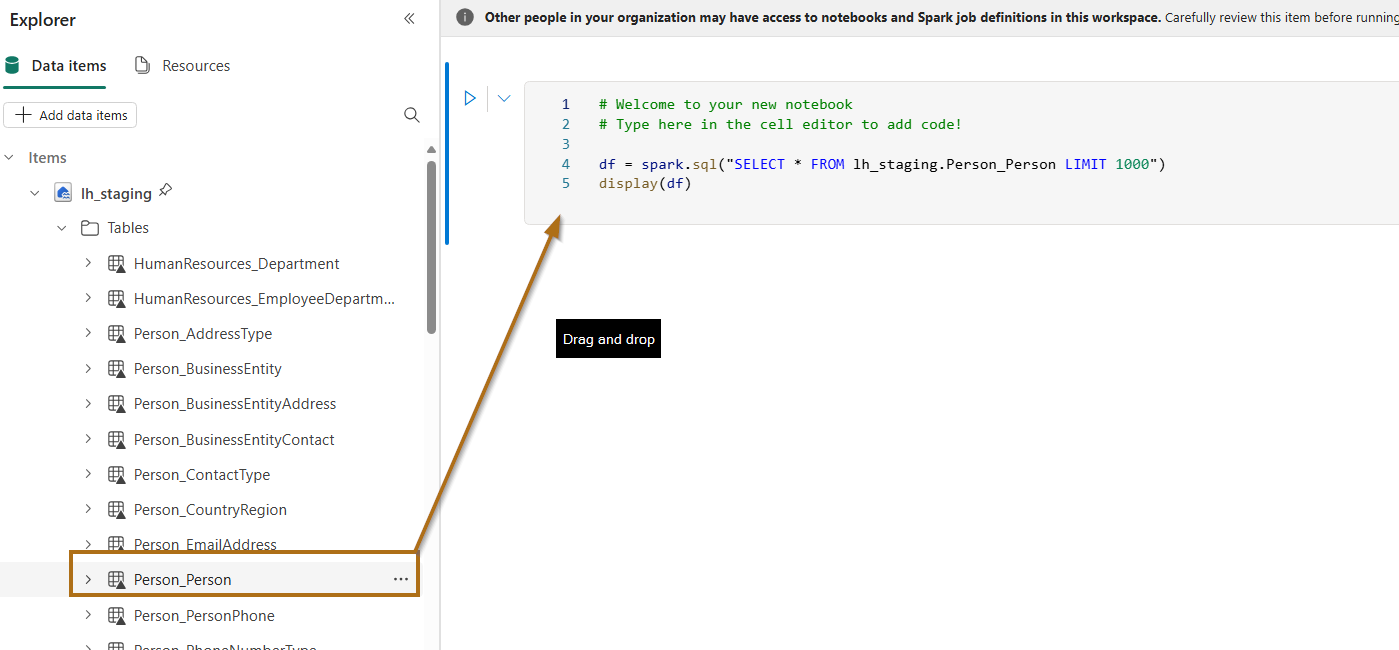 Explorer
Data items
Resources
Add data items
Items
lh_staging
Tables
HumanResources_Department
HumanResources_EmployeeDepartm...
Person_AddressType
Person_BusinessEntity
Person_BusinessEntityAddress
Person_BusinessEntityContact
Person_ContactType
Person_CountryRegion
Person_EmailAddress
Person_Person
Person_PersonPhone
Person_PhoneNumberType
Other people in your organization may have access to notebooks and Spark job definitions in this workspace. Carefully review this item before running
1 # Welcome to your new notebook
2 # Type here in the cell editor to add code!
3
4 df = spark.sql("SELECT * FROM lh_staging.Person_Person LIMIT 1000")
5 display(df)
Drag and drop